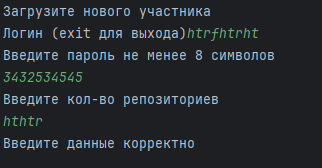 Загрузите нового участника
Логин (exit для выхода)htrfhtrht
Введите пароль не менее 8 символов
3432534545
Введите кол-во репозиториев
hthtr
Введите данные корректно